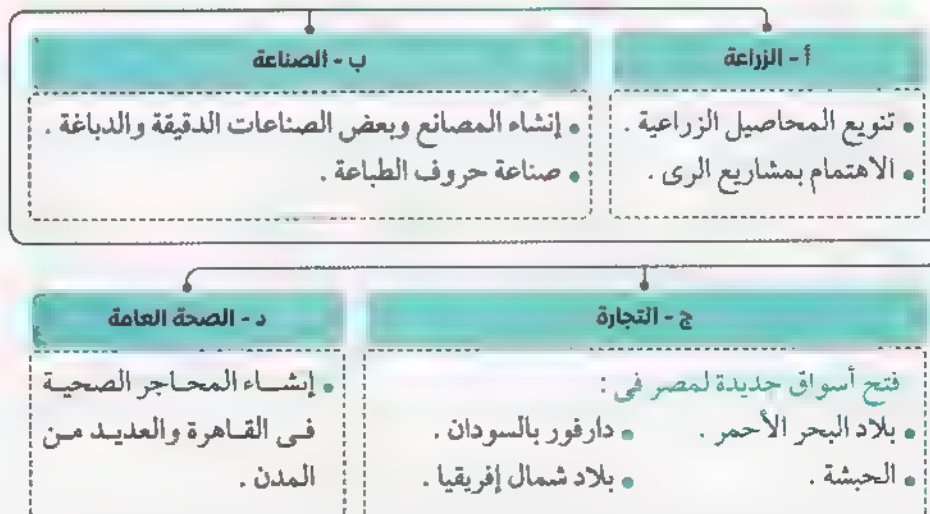 أ - الزراعة
• تنويع المحاصيل الزراعية .
• الاهتمام بمشاريع الرى .
ب - الصناعة
• إنشاء المصانع وبعض الصناعات الدقيقة والدباغة .
• صناعة حروف الطباعة .
ج - التجارة
فتح أسواق جديدة لمصر فى :
• بلاد البحر الأحمر .
• دارفور بالسودان .
• الحبشة .
• بلاد شمال إفريقيا .
د - الصحة العامة
• إنشــاء المحـاجر الصحيـة
فـى القـاهرة والعديـد مـن
المدن .